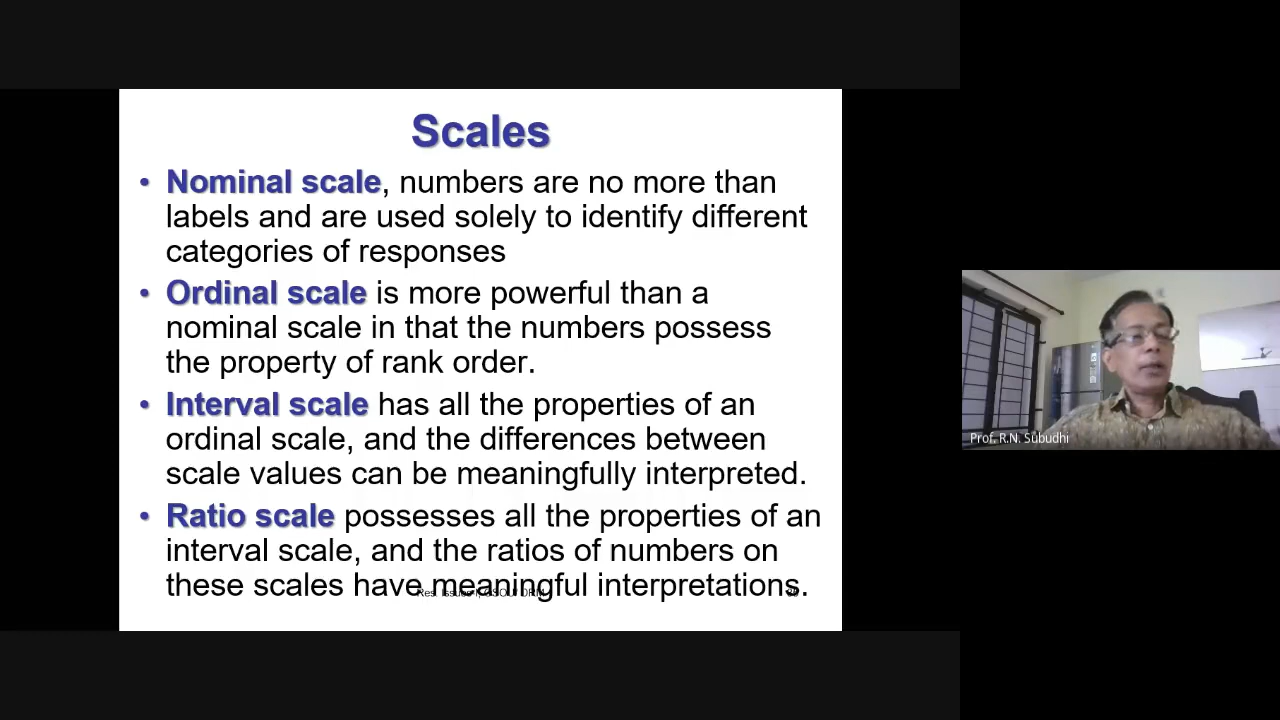 Scales
• Nominal scale, numbers are no more than
labels and are used solely to identify different
categories of responses
• Ordinal scale is more powerful than a
nominal scale in that the numbers possess
the property of rank order.
• Interval scale has all the properties of an
ordinal scale, and the differences between
scale values can be meaningfully interpreted.
• Ratio scale possesses all the properties of an
interval scale, and the ratios of numbers on
these scales have meaningful interpretations.
Prof. R.N. Subudhi